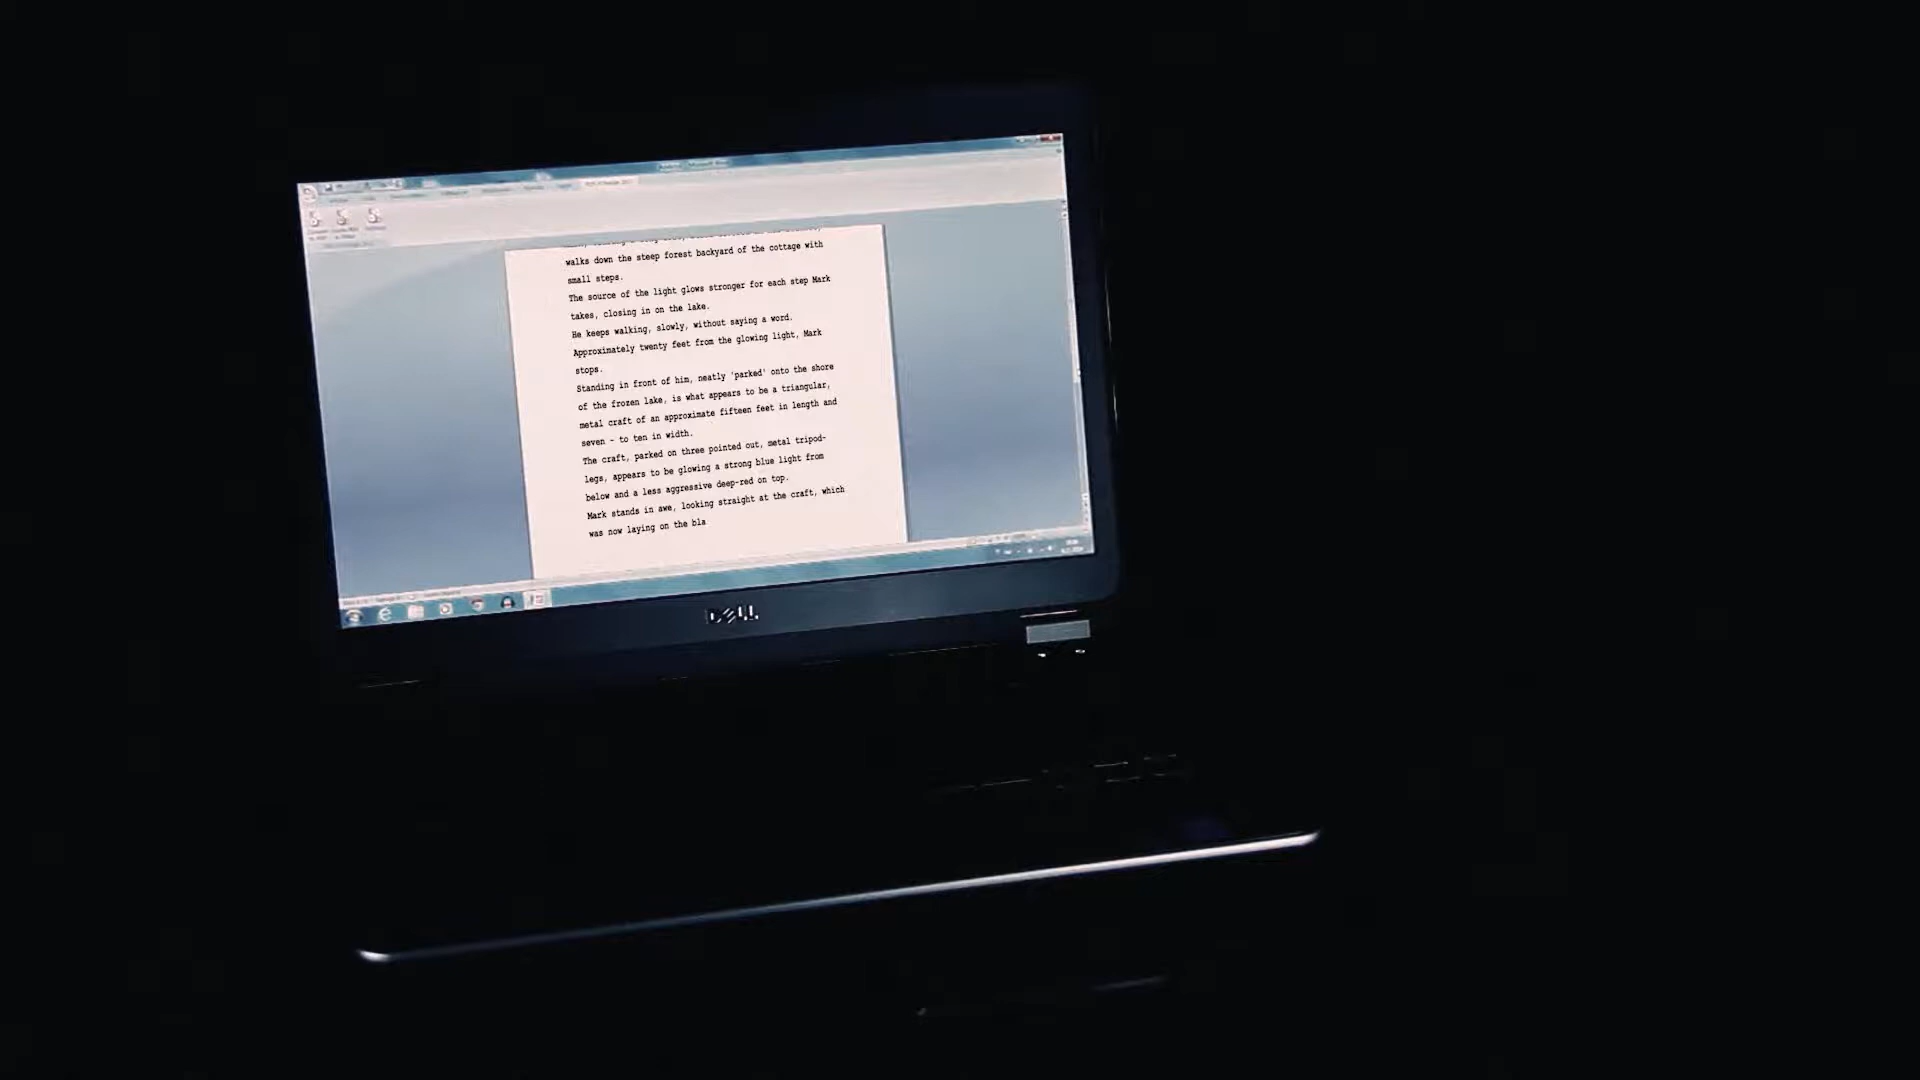 walks down the steep forest backyard of the cottage with
small steps.
The source of the light glows stronger for each step Mark
takes, closing in on the lake.
He keeps walking, slowly, without saying a word.
Approximately twenty feet from the glowing light, Mark
stops.
Standing in front of him, neatly 'parked' onto the shore
of the frozen lake, is what appears to be a triangular,
metal craft of an approximate fifteen feet in length and
seven - to ten in width.
The craft, parked on three pointed out, metal tripod-
legs, appears to be glowing a strong blue light from
below and a less aggressive deep-red on top.
Mark stands in awe, looking straight at the craft, which
was now laying on the bla
DELL